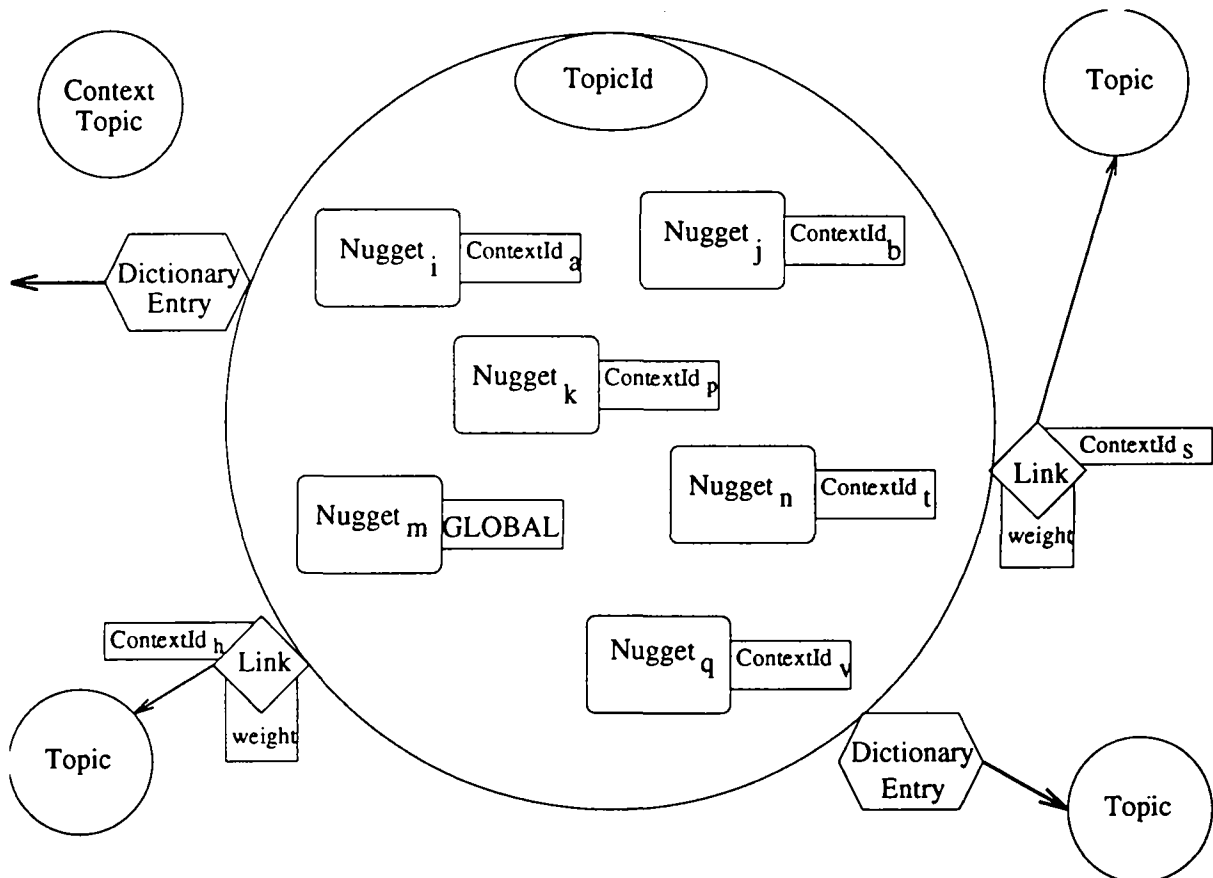 Context
Topic
TopicId
Topic
Nugget i
ContextId a
Nugget j
ContextId b
Dictionary
Entry
Nugget k
ContextId p
ContextId s
Link
weight
Nugget m
GLOBAL
Nugget n
ContextId t
ContextId h
Link
weight
Topic
Nugget q
ContextId v
Dictionary
Entry
Topic